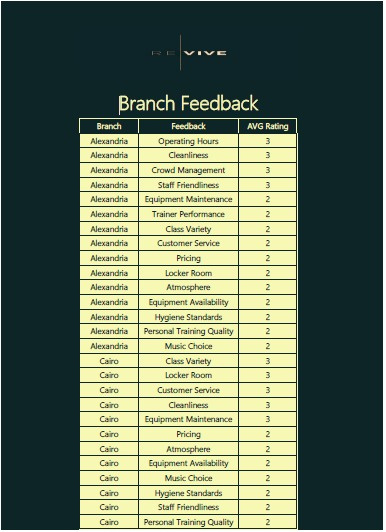 REVIVE
Branch Feedback
Branch Feedback AVG Rating
Alexandria Operating Hours 3
Alexandria Cleanliness 3
Alexandria Crowd Management 3
Alexandria Staff Friendliness 3
Alexandria Equipment Maintenance 2
Alexandria Trainer Performance 2
Alexandria Class Variety 2
Alexandria Customer Service 2
Alexandria Pricing 2
Alexandria Locker Room 2
Alexandria Atmosphere 2
Alexandria Equipment Availability 2
Alexandria Hygiene Standards 2
Alexandria Personal Training Quality 2
Alexandria Music Choice 2
Cairo Class Variety 3
Cairo Locker Room 3
Cairo Customer Service 3
Cairo Cleanliness 3
Cairo Equipment Maintenance 3
Cairo Pricing 2
Cairo Atmosphere 2
Cairo Equipment Availability 2
Cairo Music Choice 2
Cairo Hygiene Standards 2
Cairo Staff Friendliness 2
Cairo Personal Training Quality 2